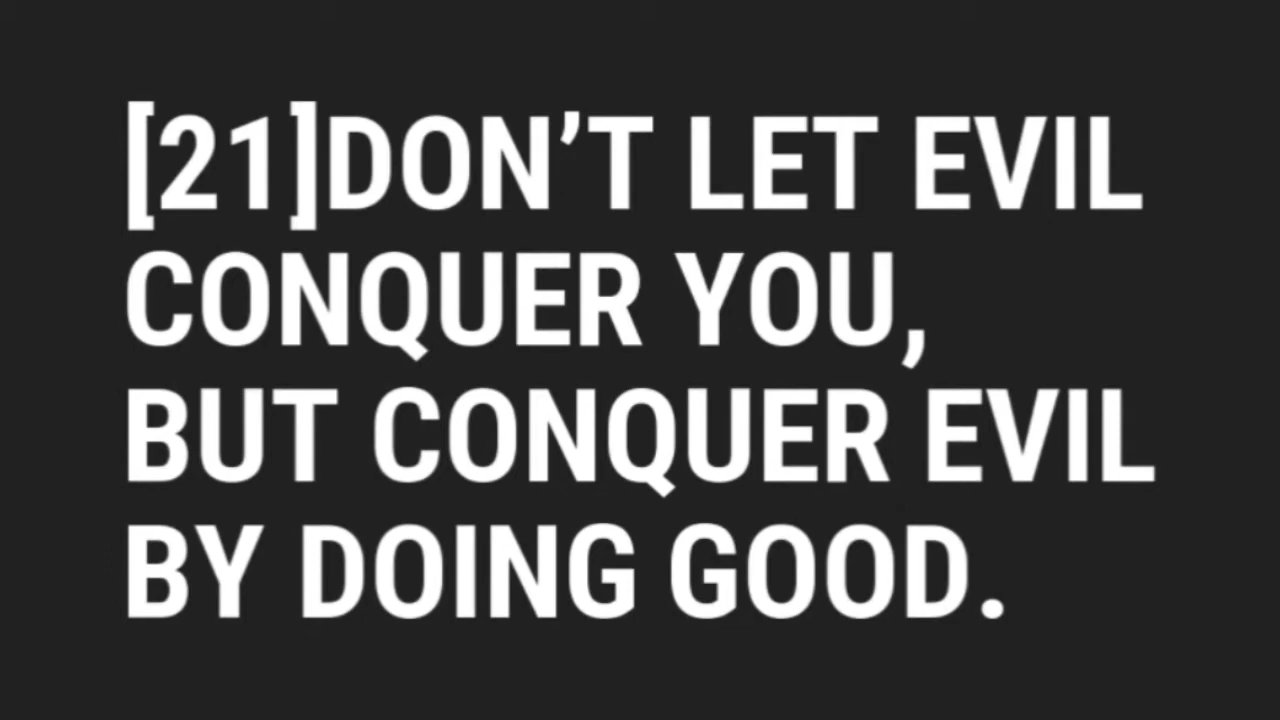 [21]DON’T LET EVIL
CONQUER YOU,
BUT CONQUER EVIL
BY DOING GOOD.